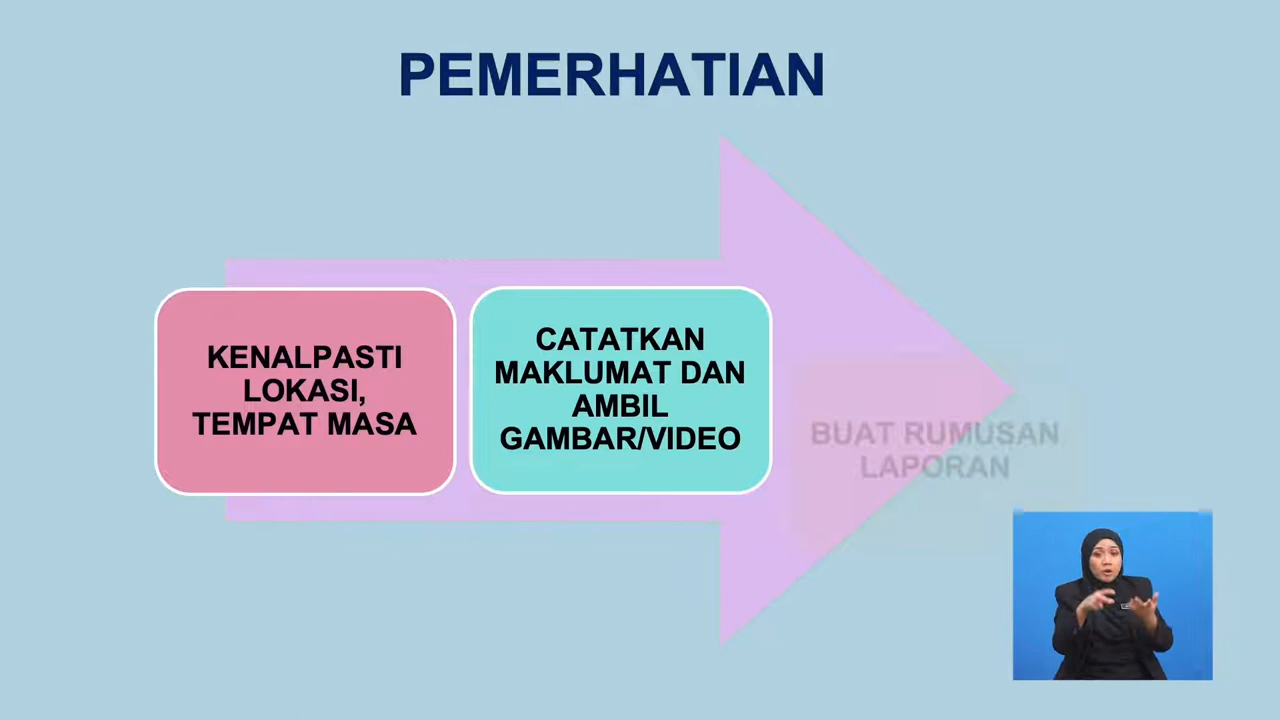 PEMERHATIAN
KENALPASTI
LOKASI,
TEMPAT MASA
CATATKAN
MAKLUMAT DAN
AMBIL
GAMBAR/VIDEO
BUAT RUMUSAN
LAPORAN